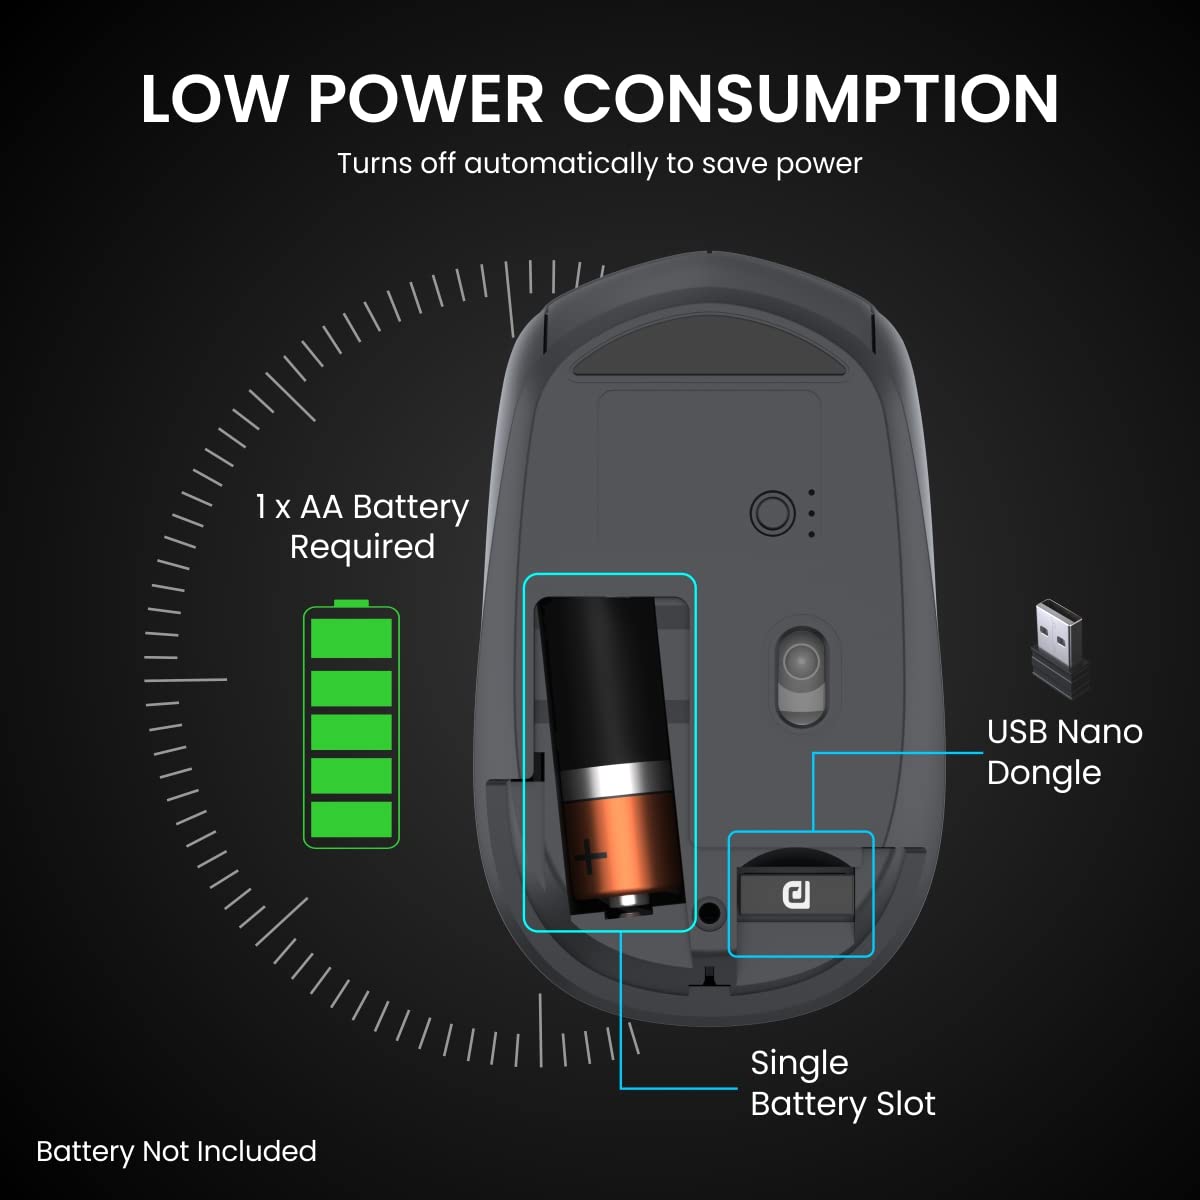 LOW POWER CONSUMPTION
Turns off automatically to save power
1 x AA Battery
Required
+
USB Nano
Dongle
Single
Battery Slot
Battery Not Included